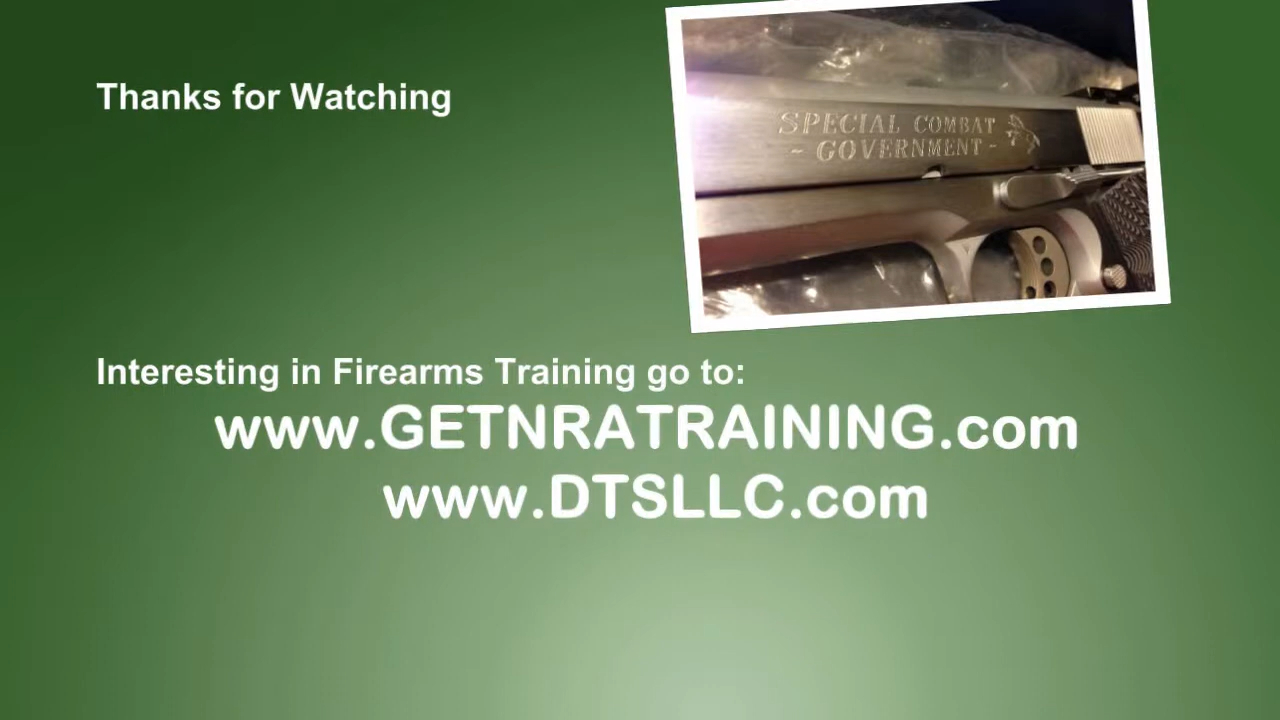 Thanks for Watching
SPECIAL COMBAT
- GOVERNMENT -
Interesting in Firearms Training go to:
www.GETNRATRAINING.com
www.DTSLLC.com